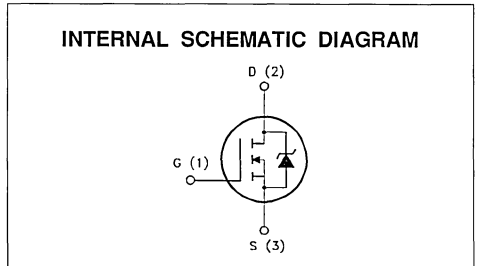 INTERNAL SCHEMATIC DIAGRAM
D (2)
G (1)
S (3)